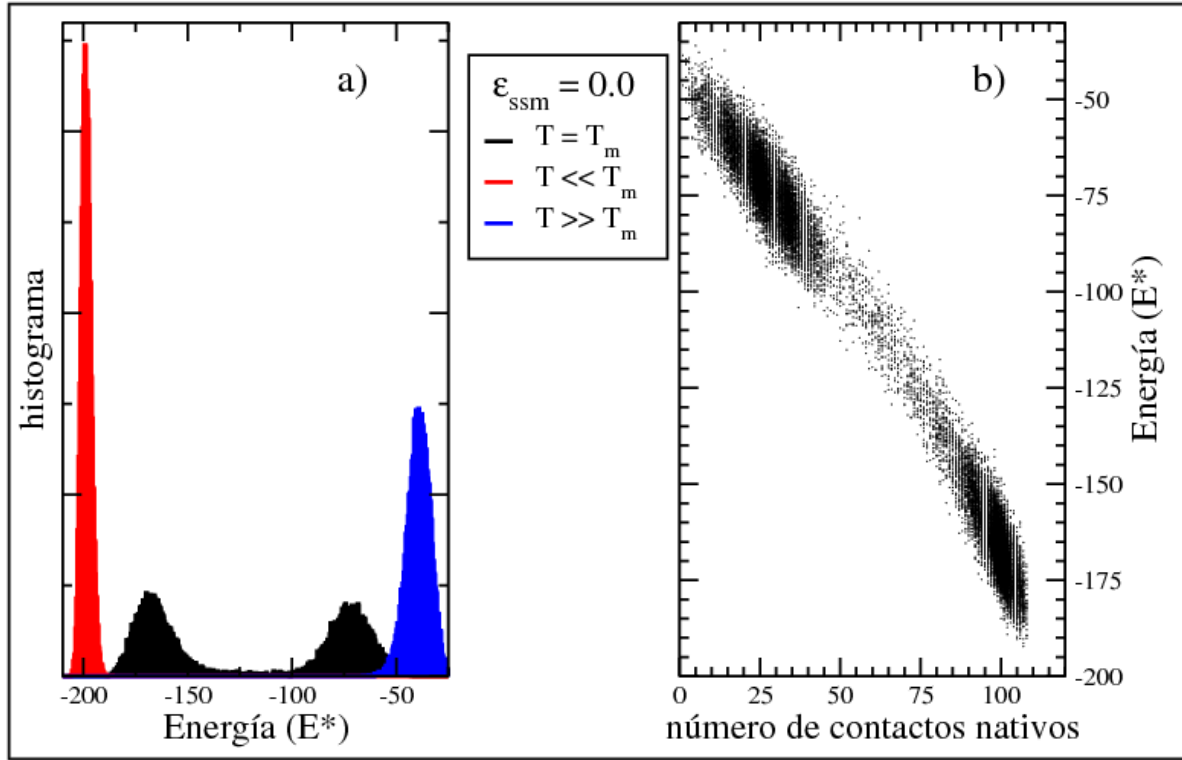 a)
histograma
-200
-150
-100
-50
Energía (E*)
ε_ssm = 0.0
T = T_m
T << T_m
T >> T_m
b)
-50
-75
-100
-125
-150
-175
-200
Energía (E*)
0
25
50
75
100
número de contactos nativos